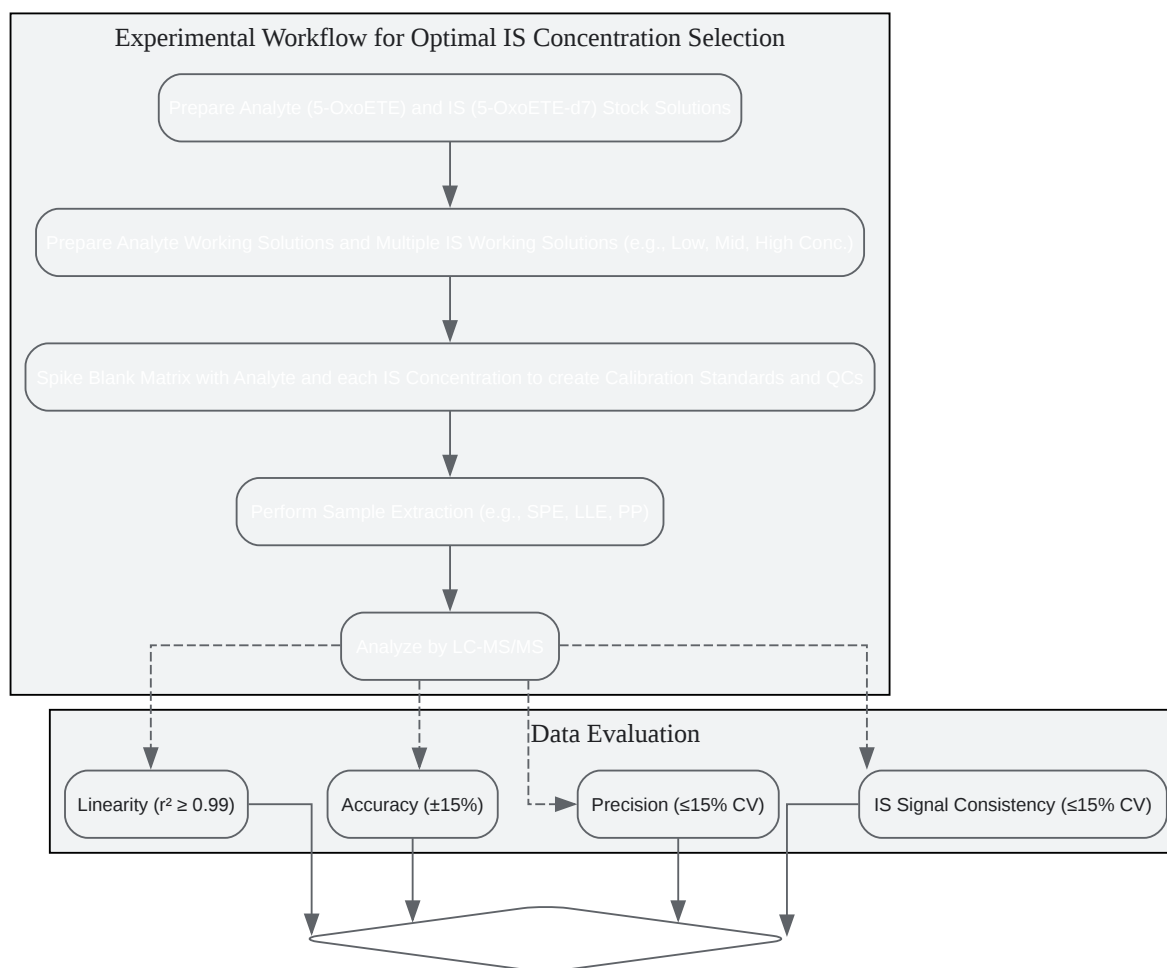 Experimental Workflow for Optimal IS Concentration Selection
Prepare Analyte (5-OxoETE) and IS (5-OxoETE-d7) Stock Solutions
Prepare Analyte Working Solutions and Multiple IS Working Solutions (e.g., Low, Mid, High Conc.)
Spike Blank Matrix with Analyte and each IS Concentration to create Calibration Standards and QCs
Perform Sample Extraction (e.g., SPE, LLE, PP)
Analyze by LC-MS/MS
Data Evaluation
Linearity (r² ≥ 0.99)
Accuracy (±15%)
Precision (≤15% CV)
IS Signal Consistency (≤15% CV)